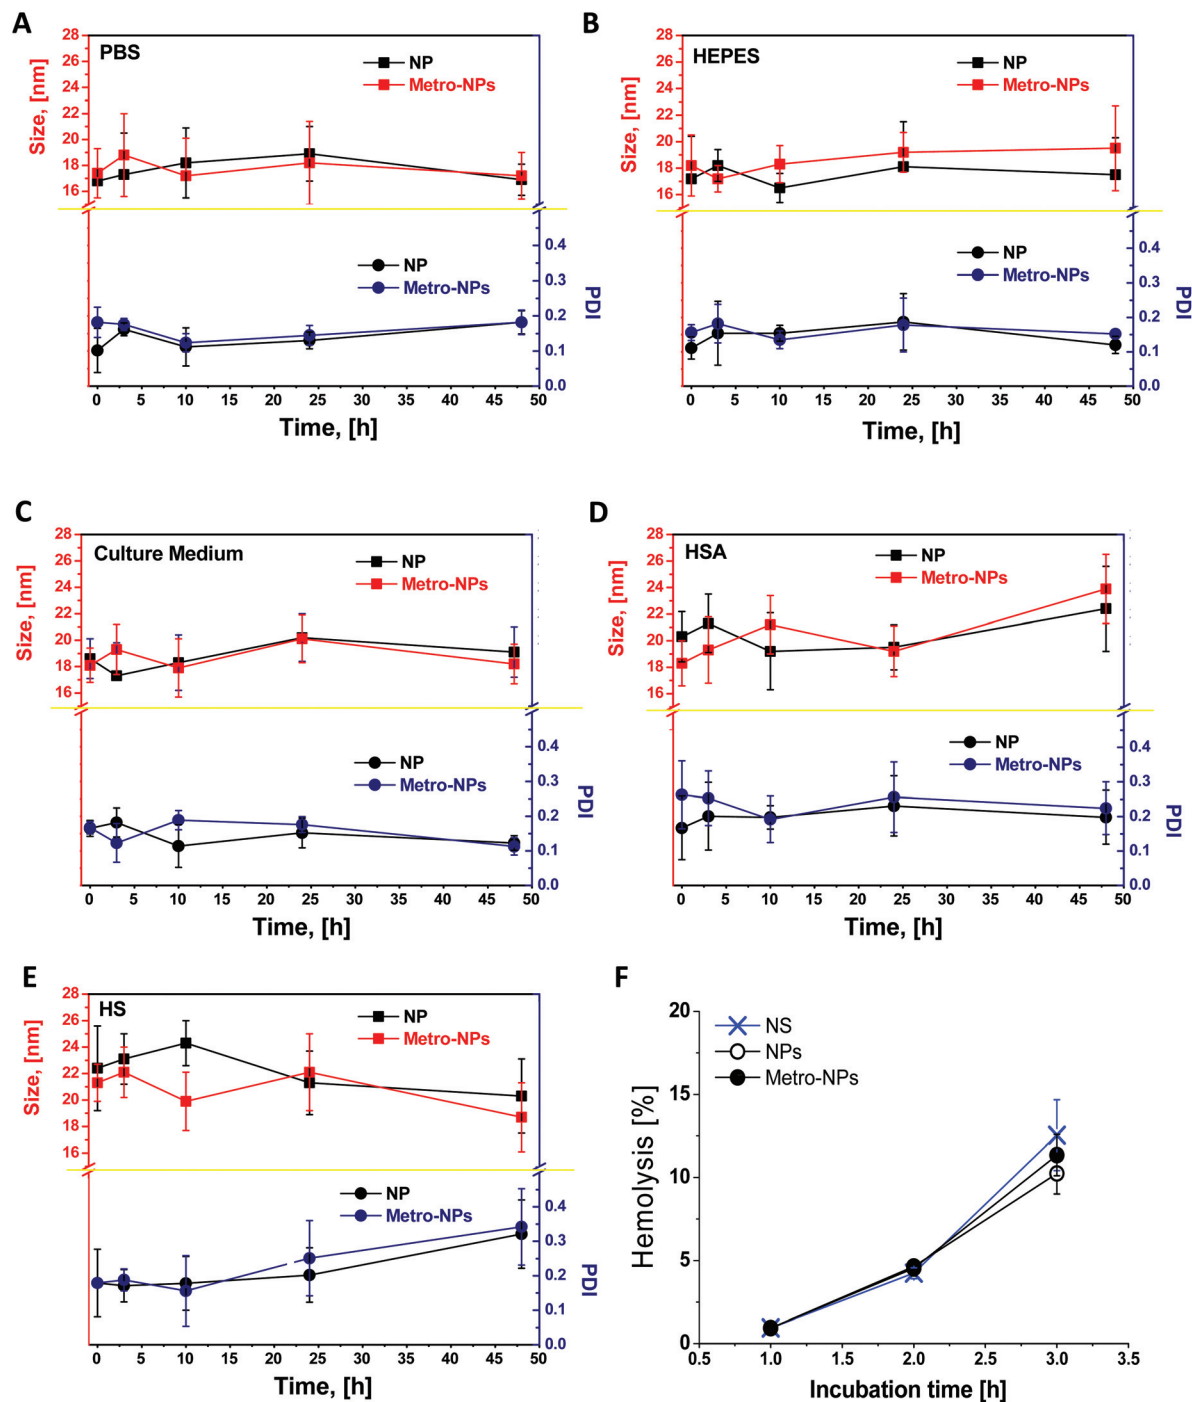 A
PBS
NP
Metro-NPs
Size, [nm]
28
26
24
22
20
18
16
NP
Metro-NPs
0.4
0.3
0.2
0.1
0.0
PDI
0 5 10 15 20 25 30 35 40 45 50
Time, [h]
B
HEPES
NP
Metro-NPs
Size, [nm]
28
26
24
22
20
18
16
NP
Metro-NPs
0.4
0.3
0.2
0.1
0.0
PDI
0 5 10 15 20 25 30 35 40 45 50
Time, [h]
C
Culture Medium
NP
Metro-NPs
Size, [nm]
28
26
24
22
20
18
16
NP
Metro-NPs
0.4
0.3
0.2
0.1
0.0
PDI
0 5 10 15 20 25 30 35 40 45 50
Time, [h]
D
HSA
NP
Metro-NPs
Size, [nm]
28
26
24
22
20
18
16
NP
Metro-NPs
0.4
0.3
0.2
0.1
0.0
PDI
0 5 10 15 20 25 30 35 40 45 50
Time, [h]
E
HS
NP
Metro-NPs
Size, [nm]
28
26
24
22
20
18
16
NP
Metro-NPs
0.4
0.3
0.2
0.1
0.0
PDI
0 5 10 15 20 25 30 35 40 45 50
Time, [h]
F
NS
NPs
Metro-NPs
Hemolysis [%]
20
15
10
5
0
0.5 1.0 1.5 2.0 2.5 3.0 3.5
Incubation time [h]